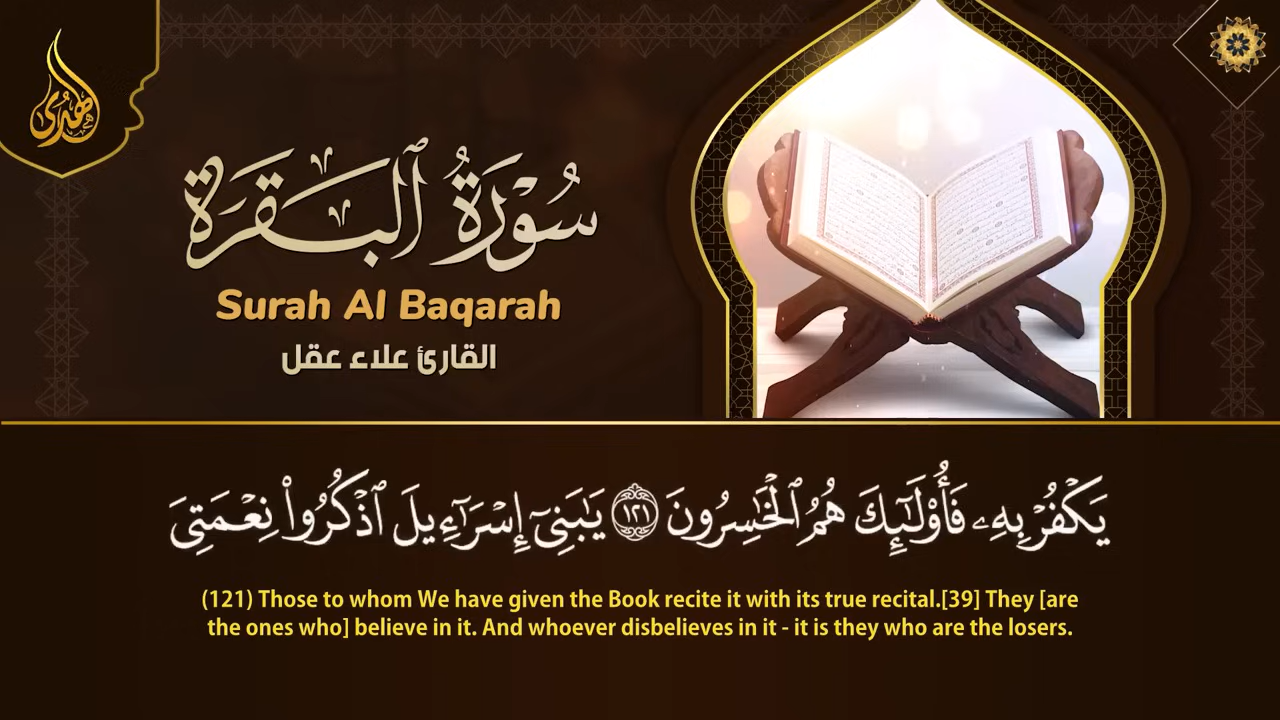 الهدى
سُورَةُ ٱلْبَقَرَةِ
Surah Al Baqarah
القارئ علاء عقل
يَكْفُرْ بِهِۦ فَأُو۟لَـٰٓئِكَ هُمُ ٱلْخَـٰسِرُونَ ١٢١ يَـٰبَنِىٓ إِسْرَٰٓءِيلَ ٱذْكُرُوا۟ نِعْمَتِىَ
(121) Those to whom We have given the Book recite it with its true recital.[39] They [are
the ones who] believe in it. And whoever disbelieves in it - it is they who are the losers.